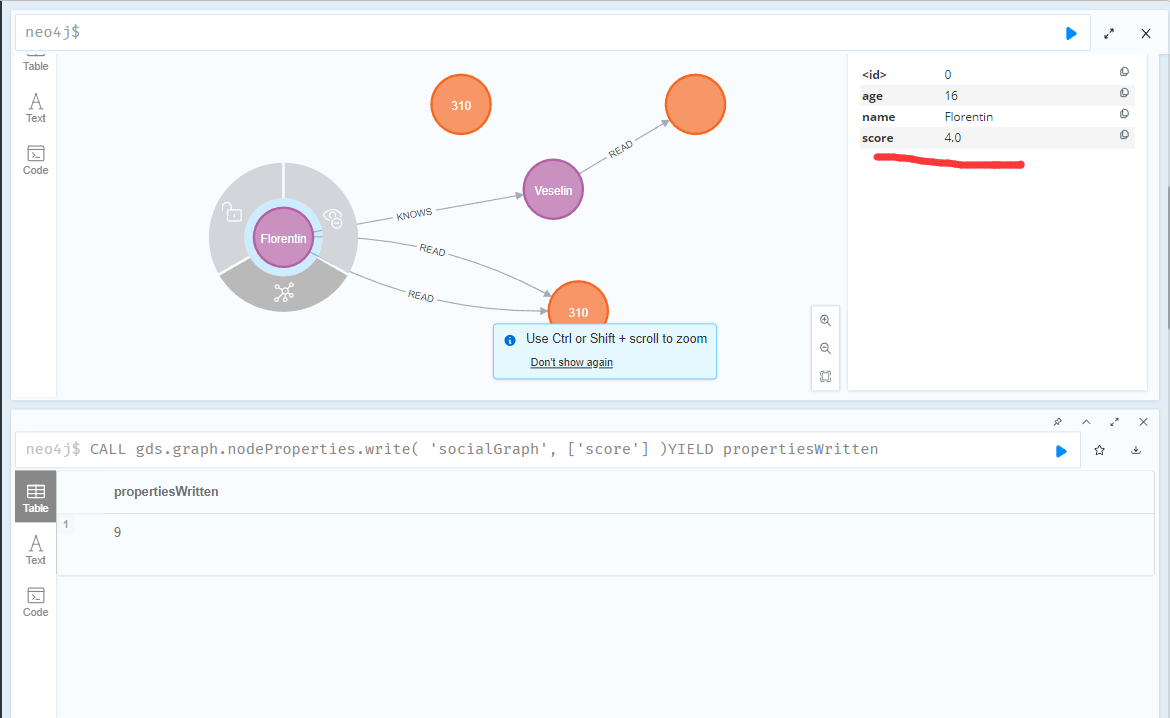 neo4j$
Table
Text
Code
310
READ
Veselin
KNOWS
Florentin
READ
READ
310
Use Ctrl or Shift + scroll to zoom
Don't show again
<id> 0
age 16
name Florentin
score 4.0
neo4j$ CALL gds.graph.nodeProperties.write( 'socialGraph', ['score'] )YIELD propertiesWritten
Table
Text
Code
propertiesWritten
1
9